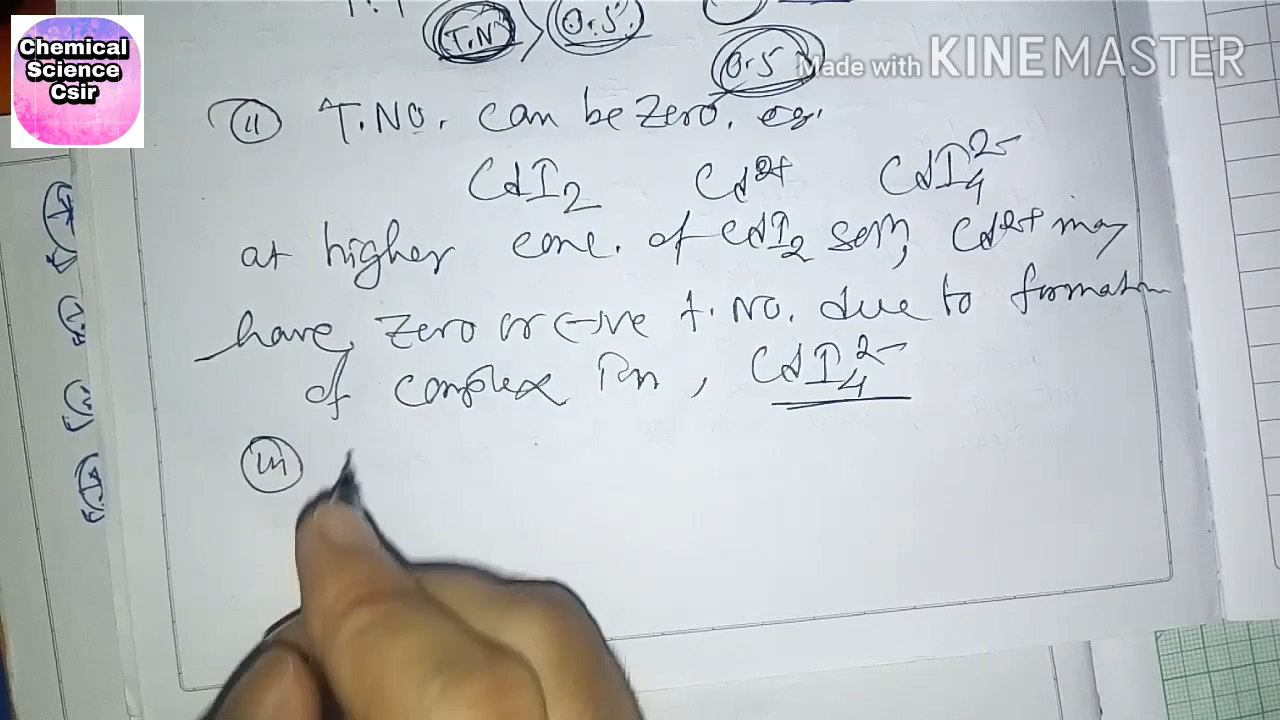 T.N > O.S.
O.S
Made with KINEMASTER
Chemical
Science
Csir
(ii) T.NO. can be zero. eg.
CdI2 Cd2+ CdI4 2-
at higher conc. of CdI2 soln, Cd2+ may
have zero or (-)ve t.NO. due to formation
of complex Ion, CdI4 2-
(iii)